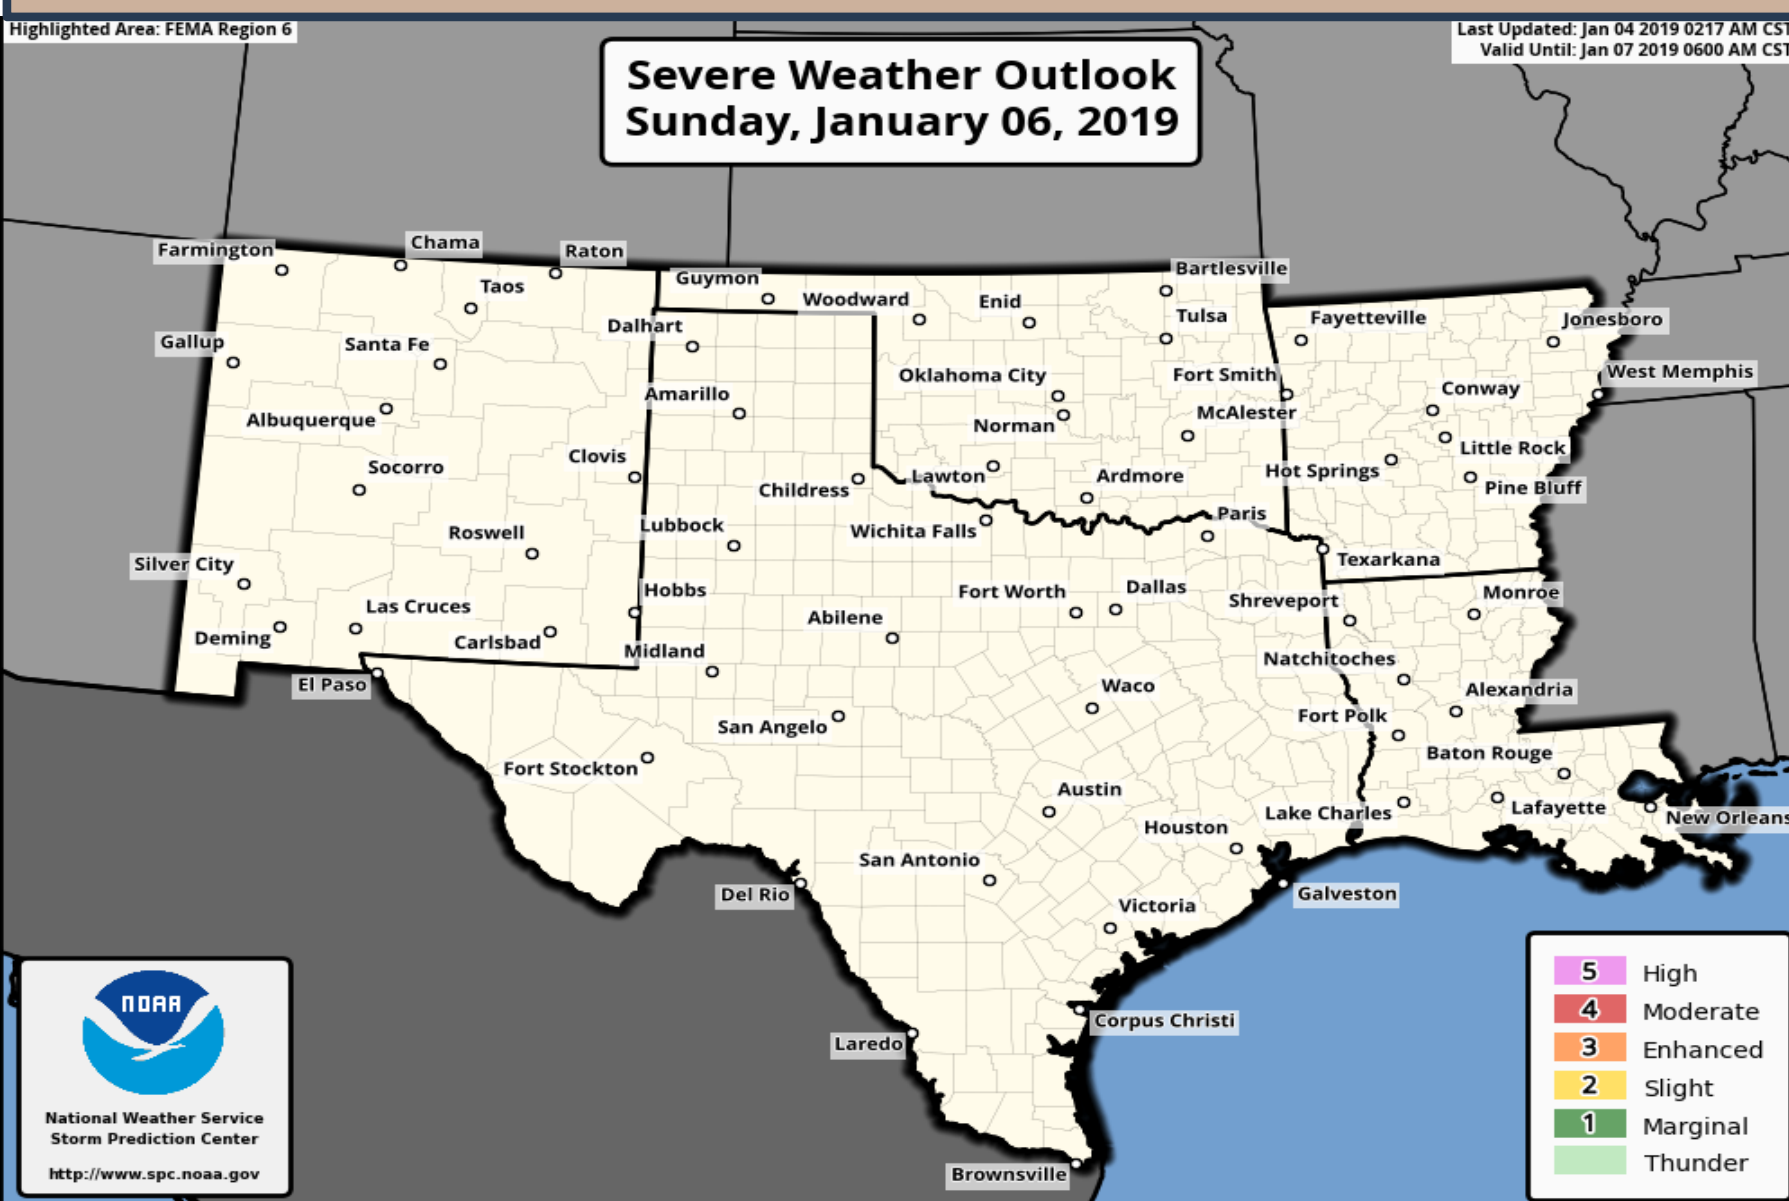 Highlighted Area: FEMA Region 6
Last Updated: Jan 04 2019 0217 AM CST
Valid Until: Jan 07 2019 0600 AM CST
Severe Weather Outlook
Sunday, January 06, 2019
Farmington
Chama
Raton
Taos
Guymon
Woodward
Enid
Bartlesville
Tulsa
Fayetteville
Jonesboro
Gallup
Santa Fe
Dalhart
Oklahoma City
Fort Smith
Conway
West Memphis
Albuquerque
Amarillo
Norman
McAlester
Little Rock
Socorro
Clovis
Childress
Lawton
Ardmore
Hot Springs
Pine Bluff
Roswell
Lubbock
Wichita Falls
Paris
Texarkana
Silver City
Hobbs
Fort Worth
Dallas
Shreveport
Monroe
Las Cruces
Abilene
Deming
Carlsbad
Midland
Natchitoches
El Paso
Waco
Alexandria
San Angelo
Fort Polk
Fort Stockton
Baton Rouge
Austin
Lake Charles
Lafayette
New Orleans
Houston
San Antonio
Del Rio
Galveston
Victoria
Corpus Christi
Laredo
Brownsville
NOAA
National Weather Service
Storm Prediction Center
http://www.spc.noaa.gov
5 High
4 Moderate
3 Enhanced
2 Slight
1 Marginal
Thunder